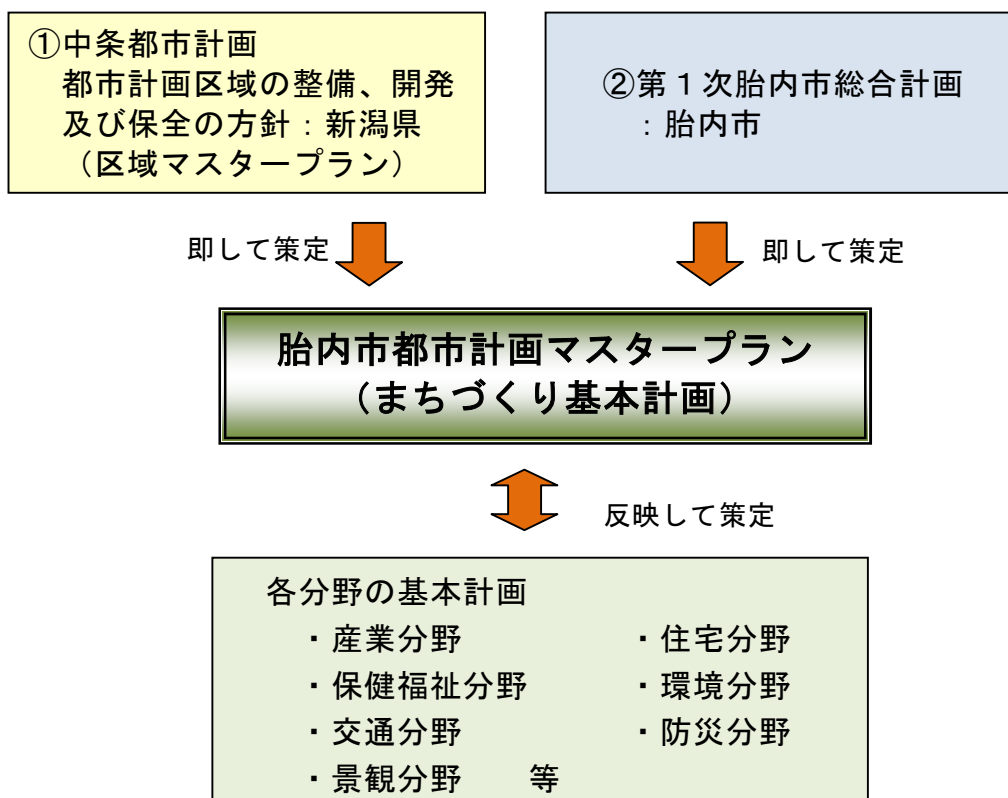 ①中条都市計画
都市計画区域の整備、開発
及び保全の方針：新潟県
（区域マスタープラン）
②第１次胎内市総合計画
：胎内市
即して策定
即して策定
胎内市都市計画マスタープラン
（まちづくり基本計画）
反映して策定
各分野の基本計画
・産業分野　・住宅分野
・保健福祉分野　・環境分野
・交通分野　・防災分野
・景観分野　等